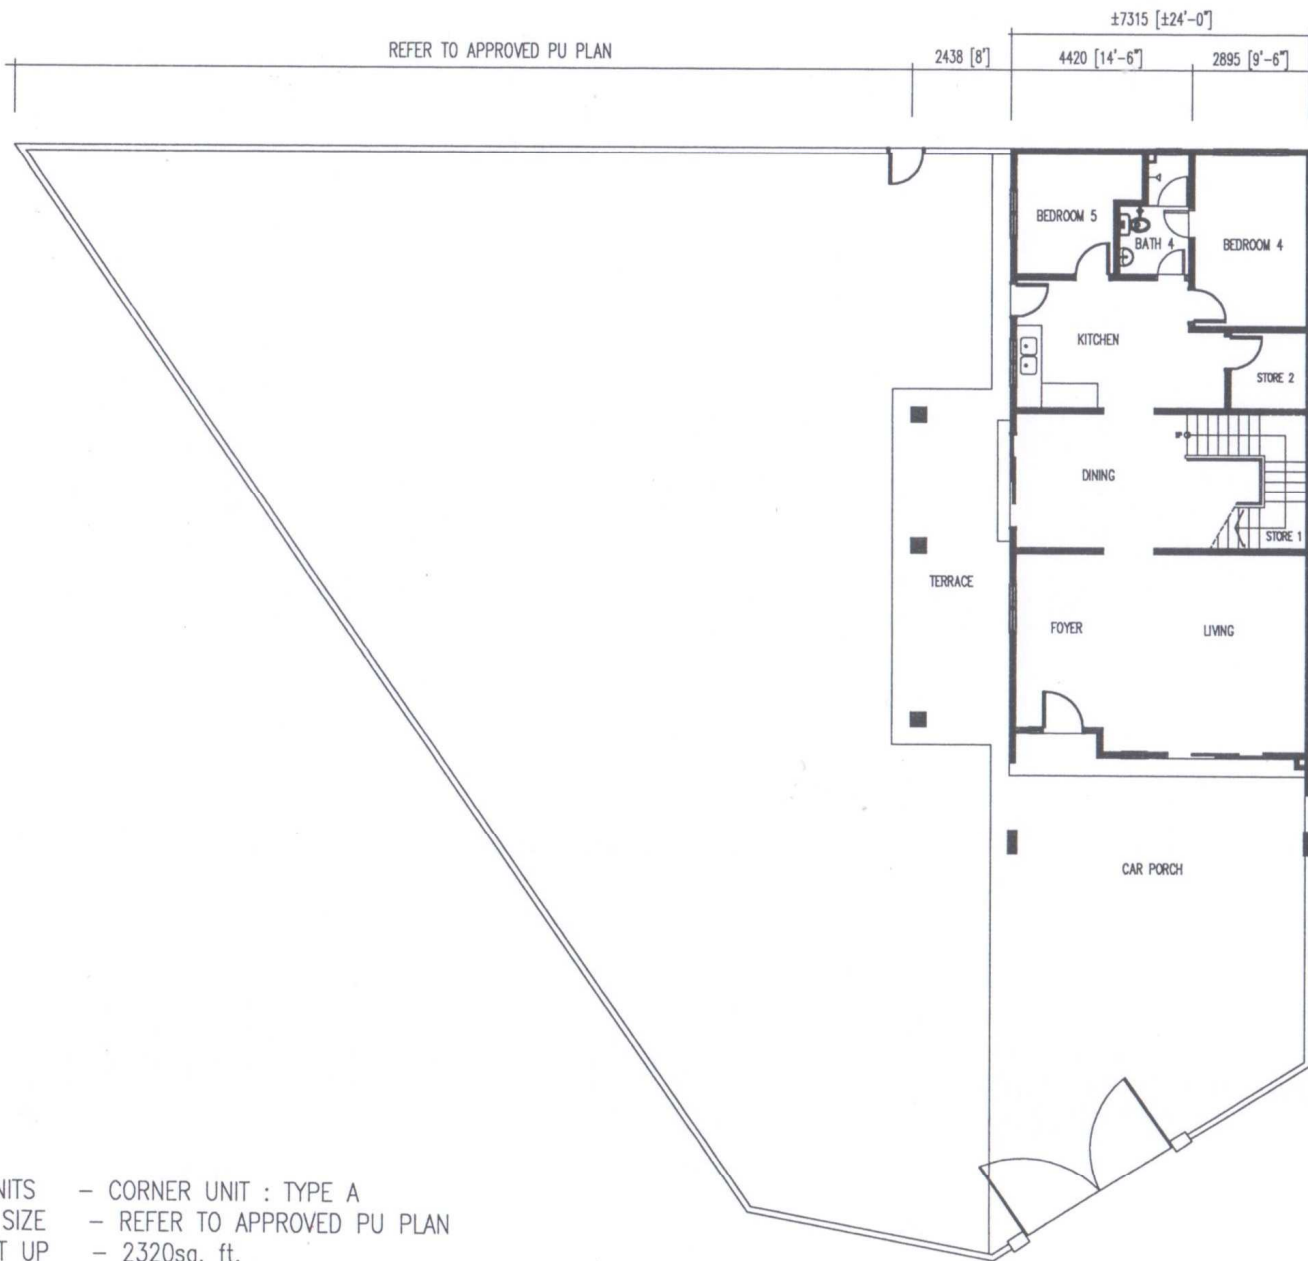 ±7315 [±24'-0"]
REFER TO APPROVED PU PLAN
2438 [8']
4420 [14'-6"]
2895 [9'-6"]
BEDROOM 5
BATH 4
BEDROOM 4
KITCHEN
STORE 2
DINING
STORE 1
TERRACE
FOYER
LIVING
CAR PORCH
NITS – CORNER UNIT : TYPE A
SIZE – REFER TO APPROVED PU PLAN
T UP – 2320sq. ft.